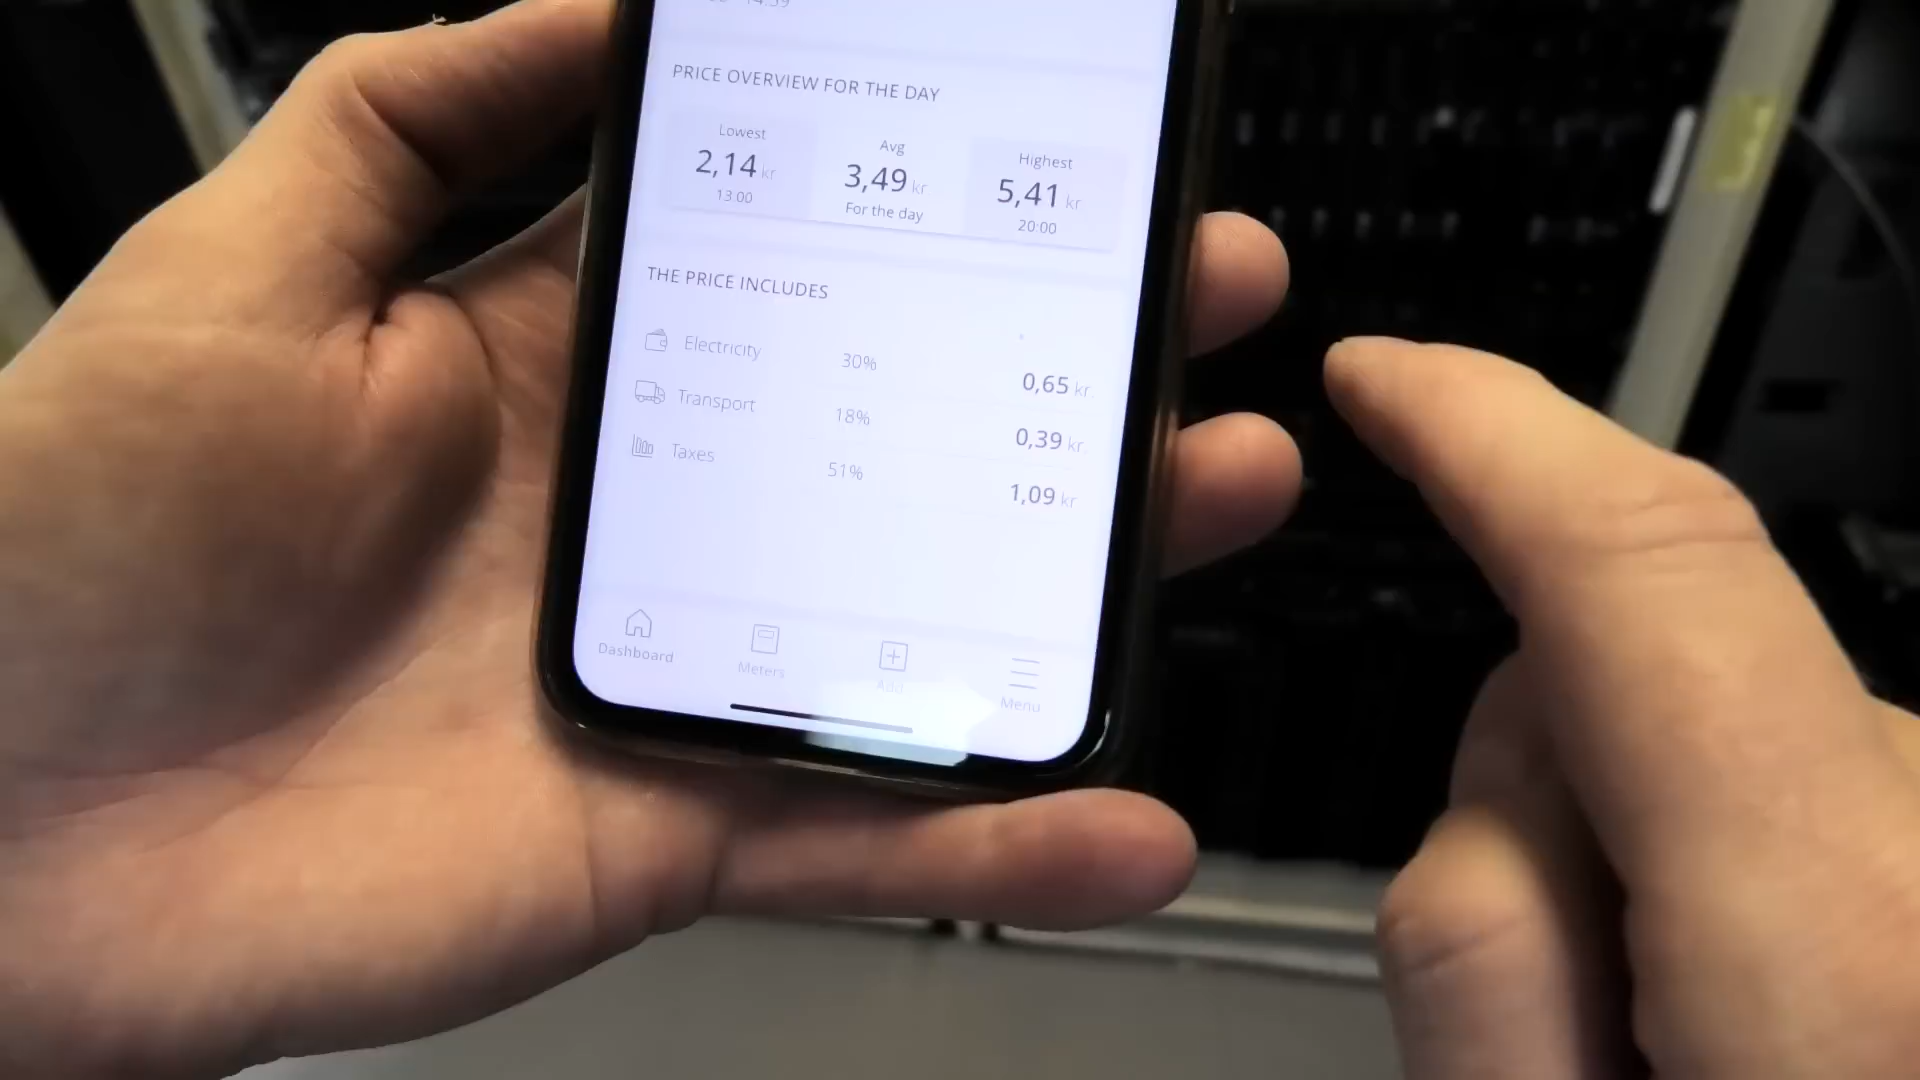 14:59
PRICE OVERVIEW FOR THE DAY
Lowest
2,14 kr
13:00
Avg
3,49 kr
For the day
Highest
5,41 kr
20:00
THE PRICE INCLUDES
Electricity 30% 0,65 kr.
Transport 18% 0,39 kr.
Taxes 51% 1,09 kr
Dashboard
Meters
Add
Menu